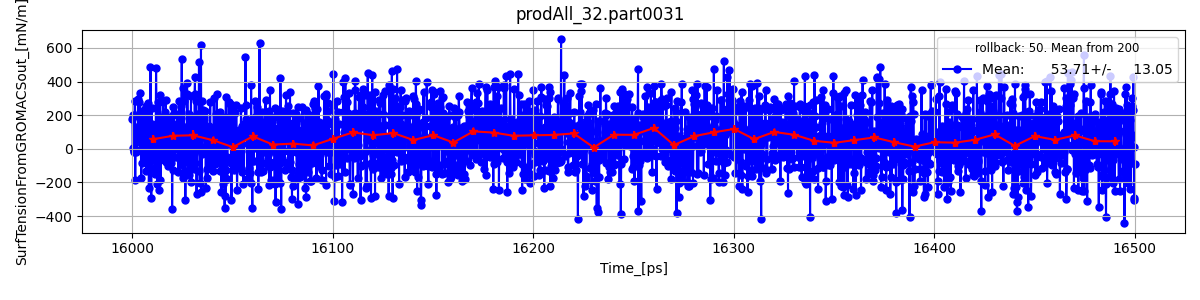 prodAll_32.part0031
SurfTensionFromGROMACSout_[mN/m]
600
400
200
0
−200
−400
rollback: 50. Mean from 200
Mean: 53.71+/- 13.05
16000 16100 16200 16300 16400 16500
Time_[ps]